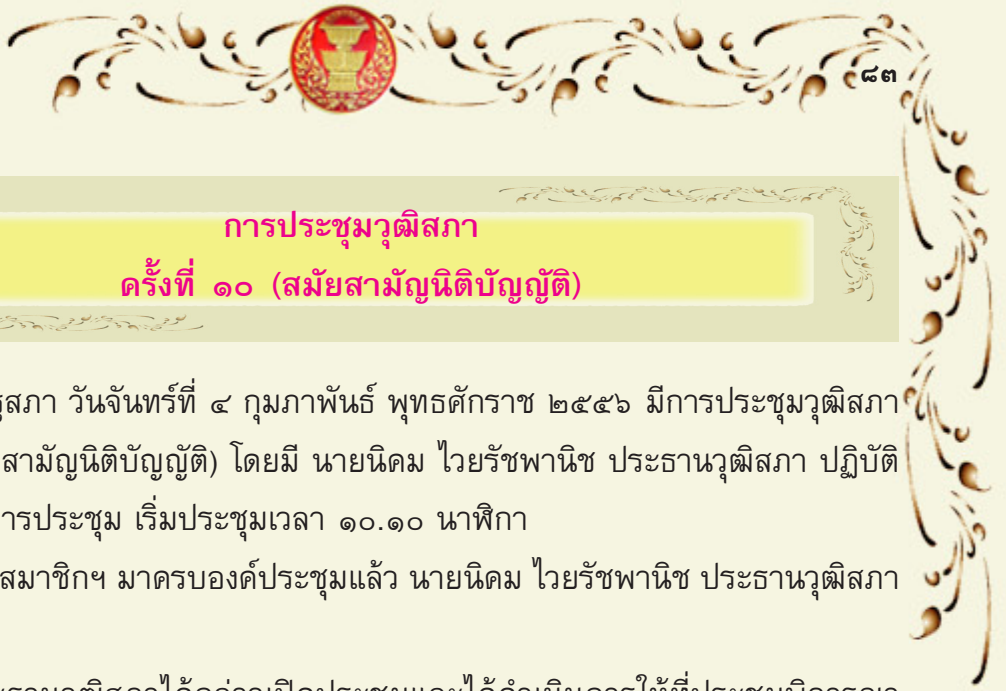 ๘๓
การประชุมวุฒิสภา
ครั้งที่ ๑๐ (สมัยสามัญนิติบัญญัติ)
สภา วันจันทร์ที่ ๔ กุมภาพันธ์ พุทธศักราช ๒๕๕๖ มีการประชุมวุฒิสภา
สามัญนิติบัญญัติ) โดยมี นายนิคม ไวยรัชพานิช ประธานวุฒิสภา ปฏิบัติ
ารประชุม เริ่มประชุมเวลา ๑๐.๑๐ นาฬิกา
สมาชิกฯ มาครบองค์ประชุมแล้ว นายนิคม ไวยรัชพานิช ประธานวุฒิสภา